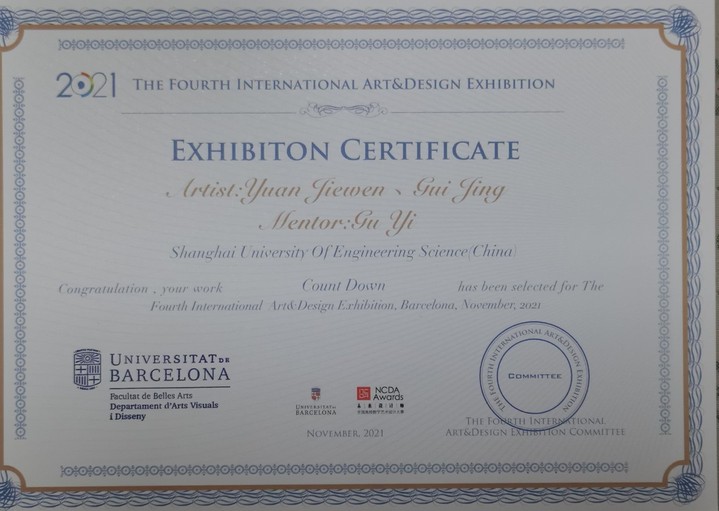 2021 THE FOURTH INTERNATIONAL ART&DESIGN EXHIBITION
EXHIBITON CERTIFICATE
Artist:Yuan Jiewen、Gui Jing
Mentor:Gu Yi
Shanghai University Of Engineering Science(China)
Congratulation , your work Count Down has been selected for The
Fourth International Art&Design Exhibition, Barcelona, November, 2021
UNIVERSITAT DE
BARCELONA
Facultat de Belles Arts
Departament d'Arts Visuals
i Disseny
UNIVERSITAT DE
BARCELONA
NCDA
Awards
NOVEMBER, 2021
THE FOURTH INTERNATIONAL ART&DESIGN EXHIBITION
COMMITTEE
THE FOURTH INTERNATIONAL
ART&DESIGN EXHIBITION COMMITTEE